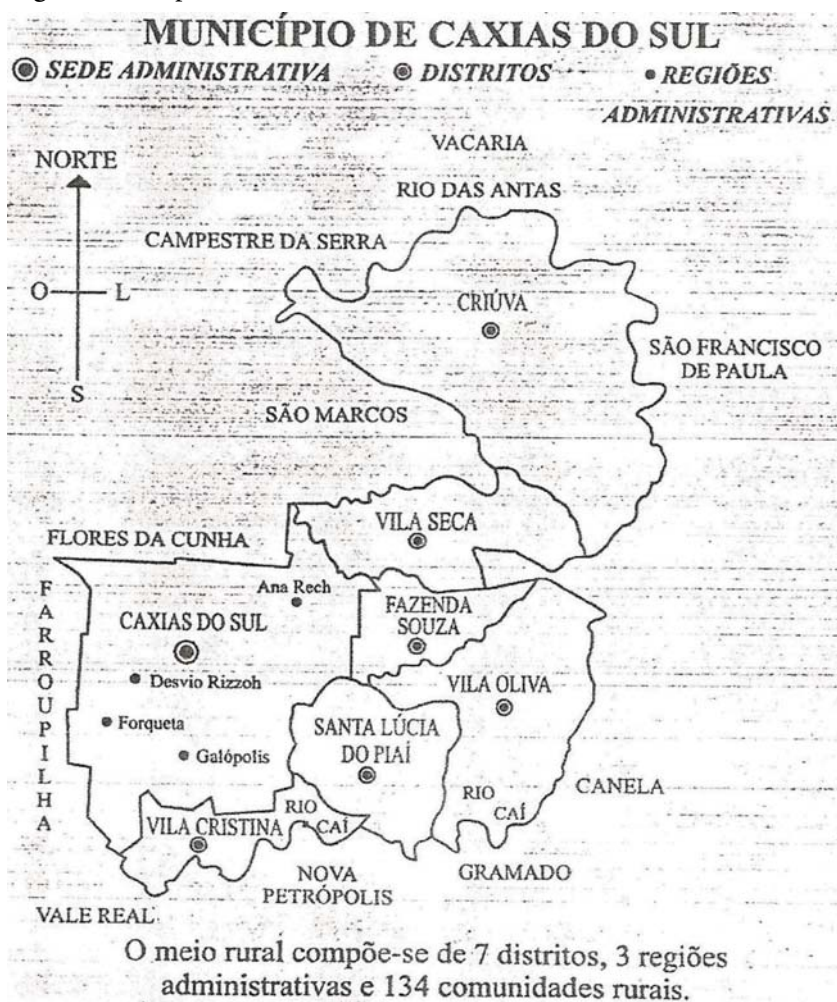 MUNICÍPIO DE CAXIAS DO SUL
SEDE ADMINISTRATIVA DISTRITOS REGIÕES
ADMINISTRATIVAS
VACARIA
NORTE
RIO DAS ANTAS
CAMPESTRE DA SERRA
O L
CRIÚVA
SÃO FRANCISCO
DE PAULA
S
SÃO MARCOS
VILA SECA
FLORES DA CUNHA
FARROUPILHA
Ana Rech
FAZENDA
SOUZA
CAXIAS DO SUL
Desvio Rizzoh
VILA OLIVA
Forqueta
SANTA LÚCIA
DO PIAÍ
Galópolis
CANELA
RIO
CAÍ
RIO
CAÍ
VILA CRISTINA
NOVA
PETRÓPOLIS
GRAMADO
VALE REAL
O meio rural compõe-se de 7 distritos, 3 regiões
administrativas e 134 comunidades rurais.